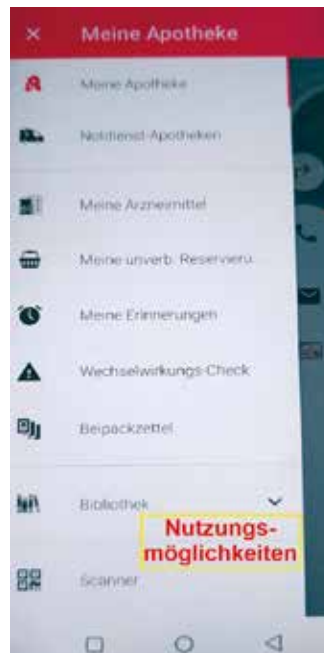 × Meine Apotheke
Meine Apotheke
Notdienst-Apotheken
Meine Arzneimittel
Meine unverb. Reservieru...
Meine Erinnerungen
Wechselwirkungs-Check
Beipackzettel
Bibliothek
Nutzungs-
möglichkeiten
Scanner